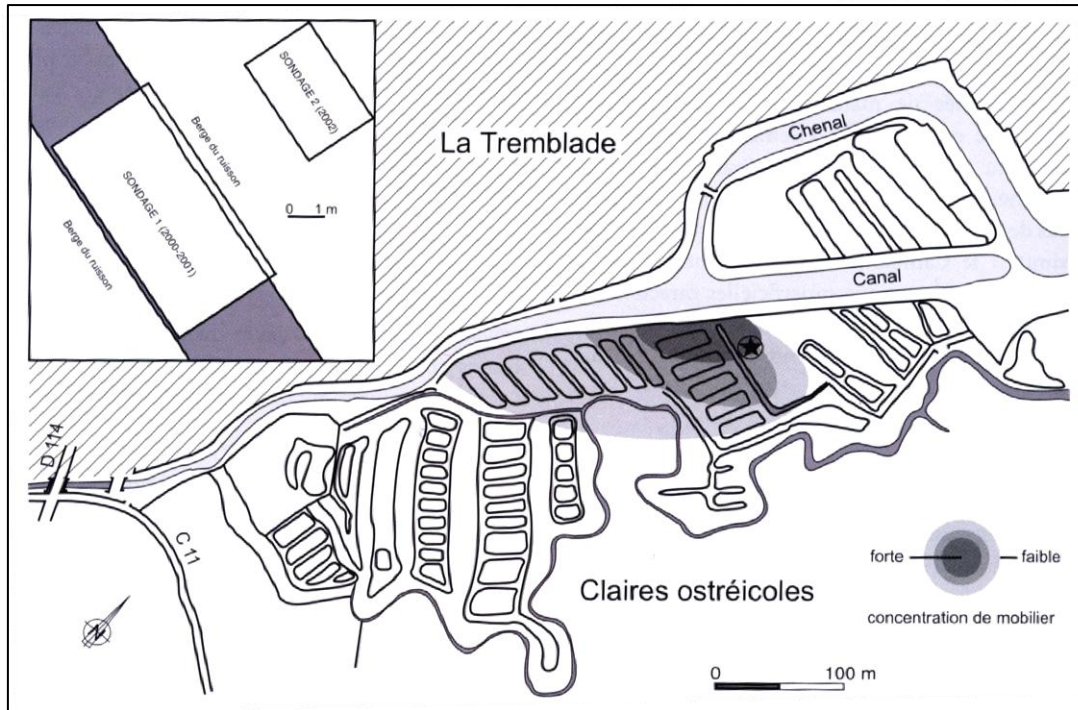 SONDAGE 2 (2002)
Berge du ruisson
SONDAGE 1 (2000-2001)
0 1 m
Berge du ruisson
La Tremblade
Chenal
Canal
D 114
C 11
N
forte
faible
Claires ostréicoles
concentration de mobilier
0 100 m